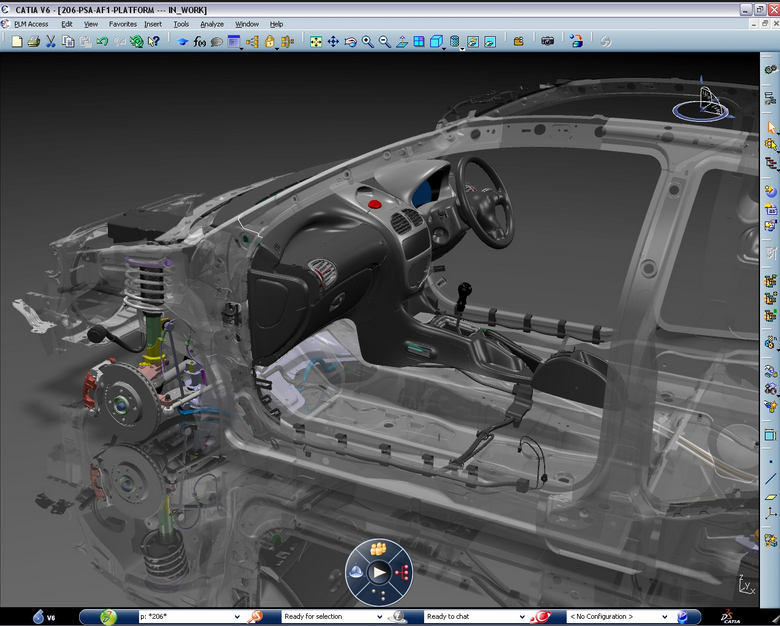 CATIA V6 - [206-PSA-AF1-PLATFORM --- IN_WORK]
PLM Access Edit View Favorites Insert Tools Analyze Window Help
f(x)
V6 p: *206* Ready for selection Ready to chat < No Configuration > CATIA